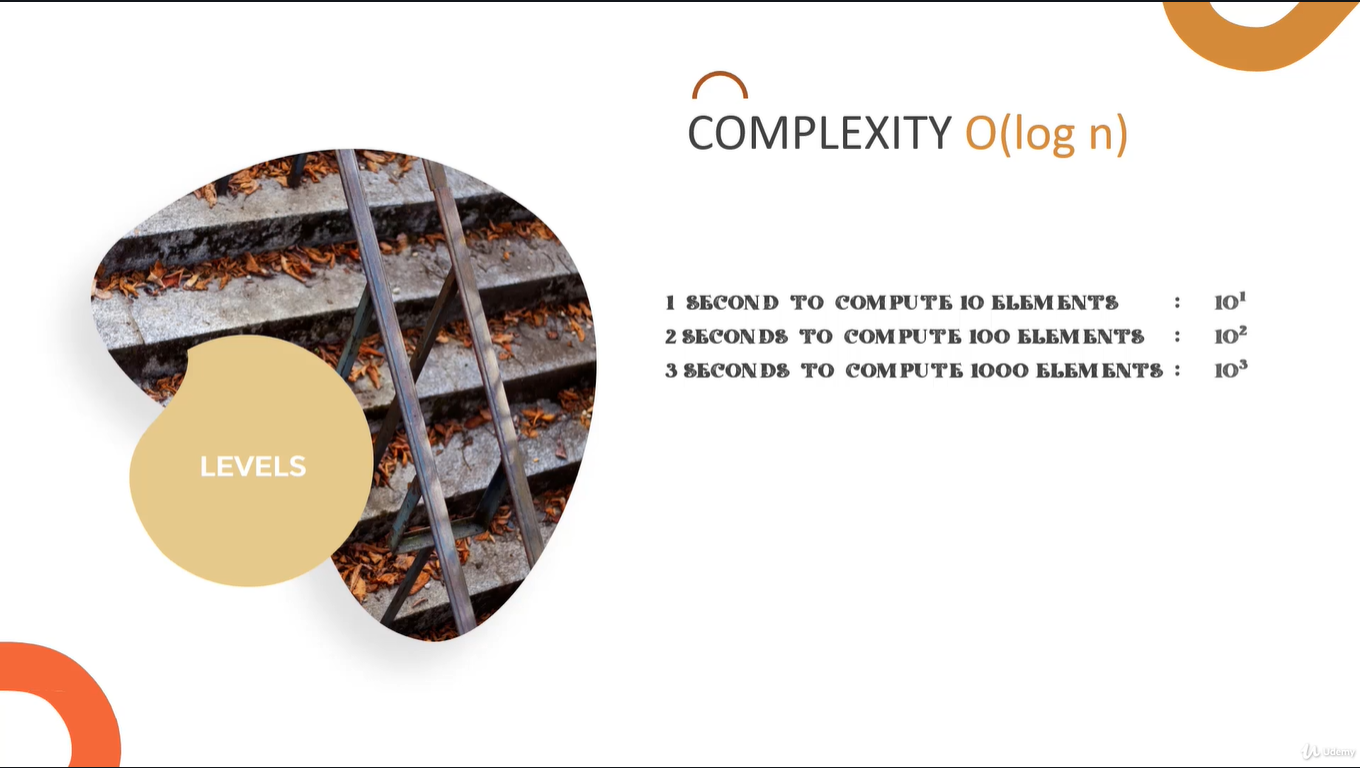 COMPLEXITY O(log n)
1 SECOND TO COMPUTE 10 ELEMENTS : 10¹
2 SECONDS TO COMPUTE 100 ELEMENTS : 10²
3 SECONDS TO COMPUTE 1000 ELEMENTS : 10³
LEVELS
Udemy